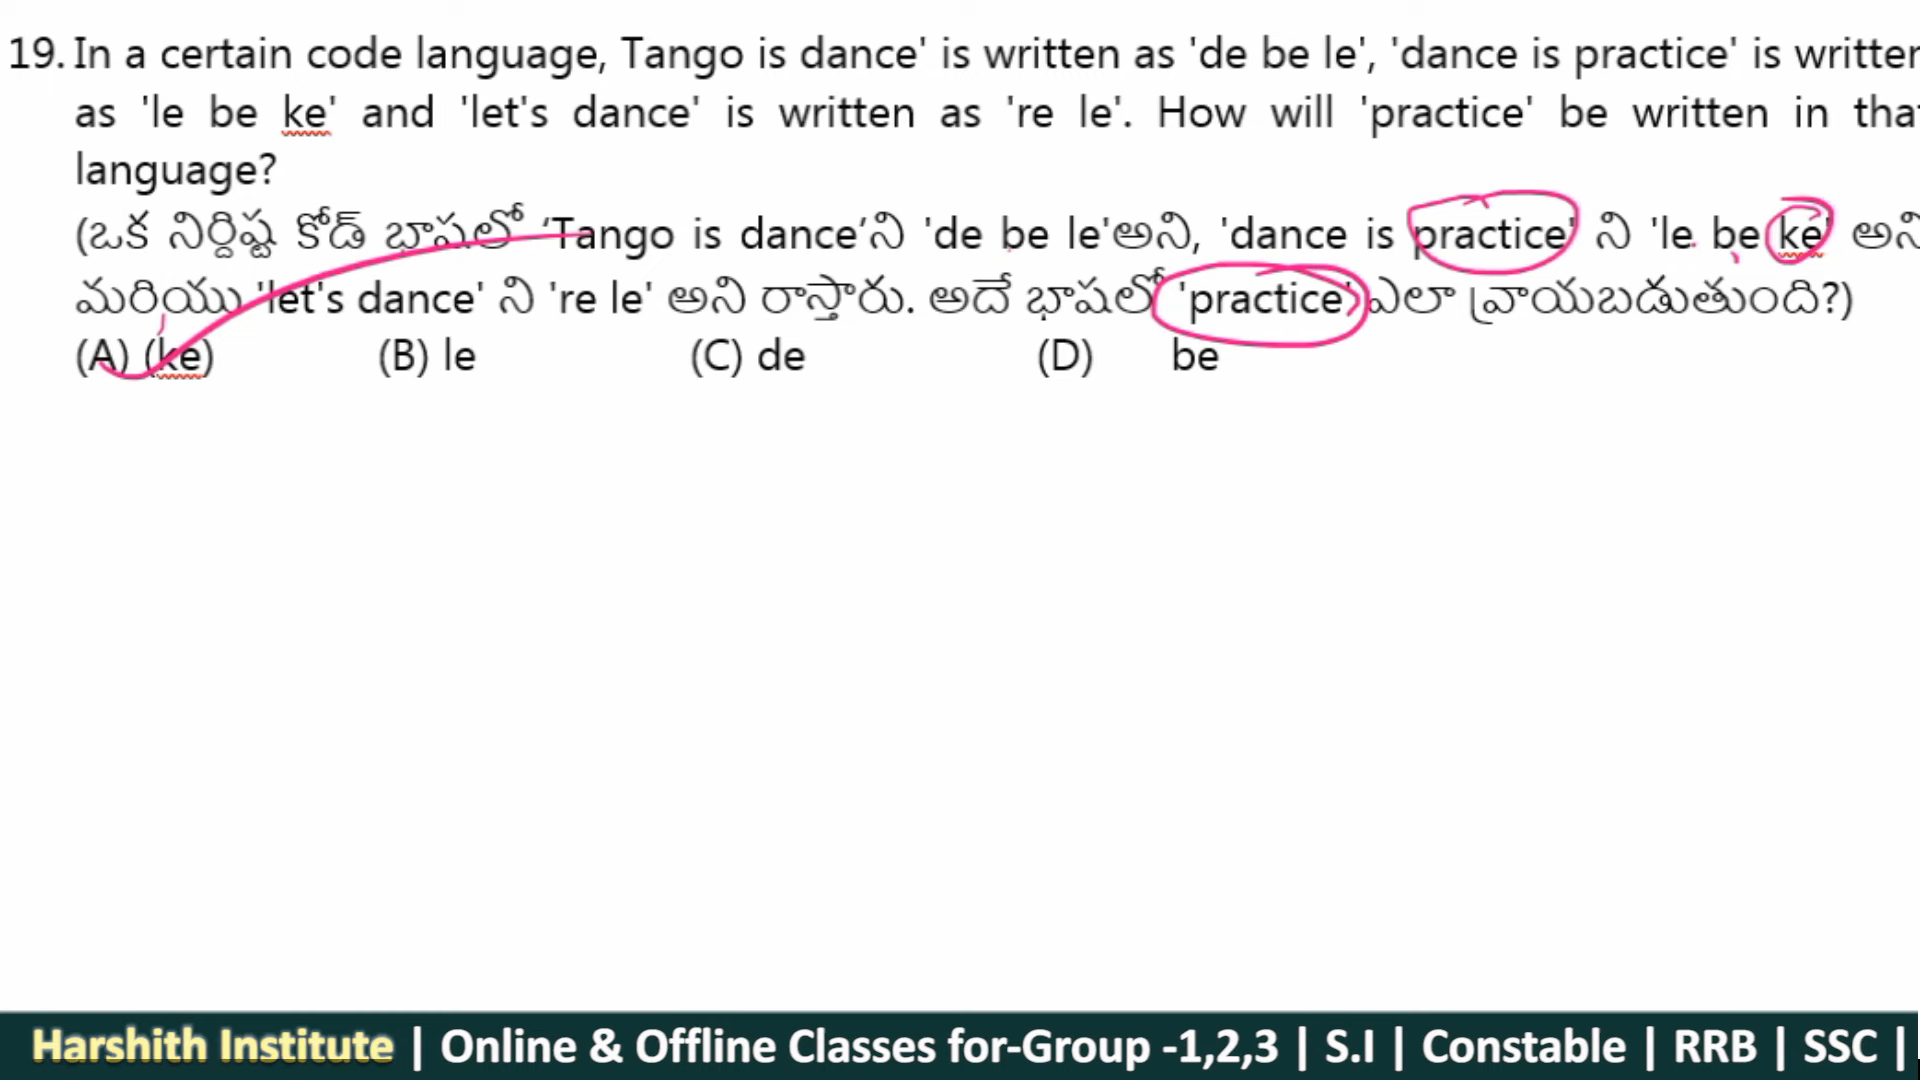 19. In a certain code language, Tango is dance' is written as 'de be le', 'dance is practice' is written
as 'le be ke' and 'let's dance' is written as 're le'. How will 'practice' be written in that
language?
(ఒక నిర్దిష్ట కోడ్ భాషలో ‘Tango is dance’ని 'de be le'అని, 'dance is practice' ని 'le be ke' అని
మరియు 'let's dance' ని 're le' అని రాస్తారు. అదే భాషలో 'practice' ఎలా వ్రాయబడుతుంది?)
(A) (ke) (B) le (C) de (D) be
Harshith Institute | Online & Offline Classes for-Group -1,2,3 | S.I | Constable | RRB | SSC |